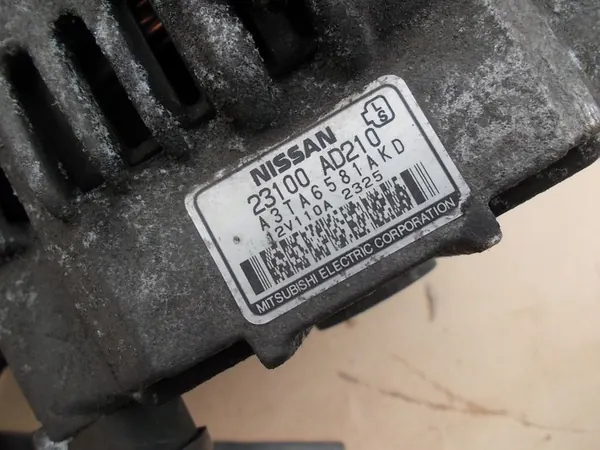 NISSAN
23100 AD210
A3TA6581AKD
12V110A 2325
MITSUBISHI ELECTRIC CORPORATION
L
S